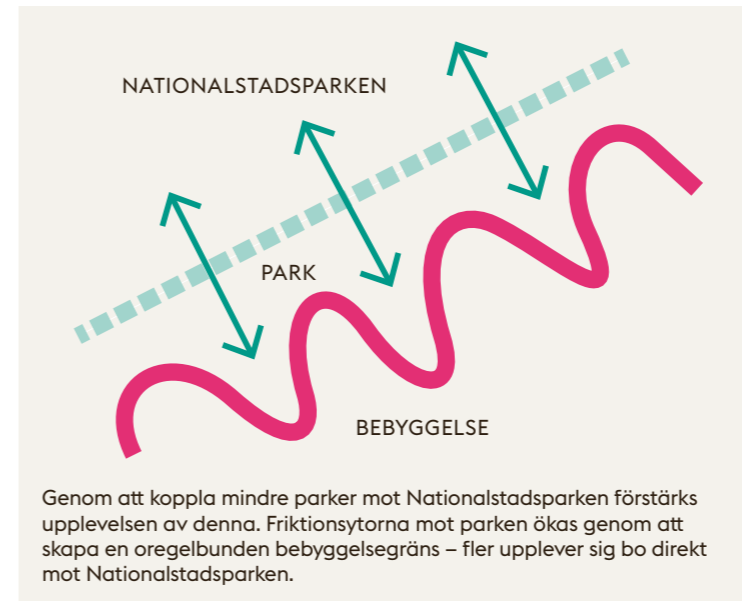 NATIONALSTADSPARKEN
PARK
BEBYGGELSE
Genom att koppla mindre parker mot Nationalstadsparken förstärks
upplevelsen av denna. Friktionsytorna mot parken ökas genom att
skapa en oregelbunden bebyggelsegräns – fler upplever sig bo direkt
mot Nationalstadsparken.